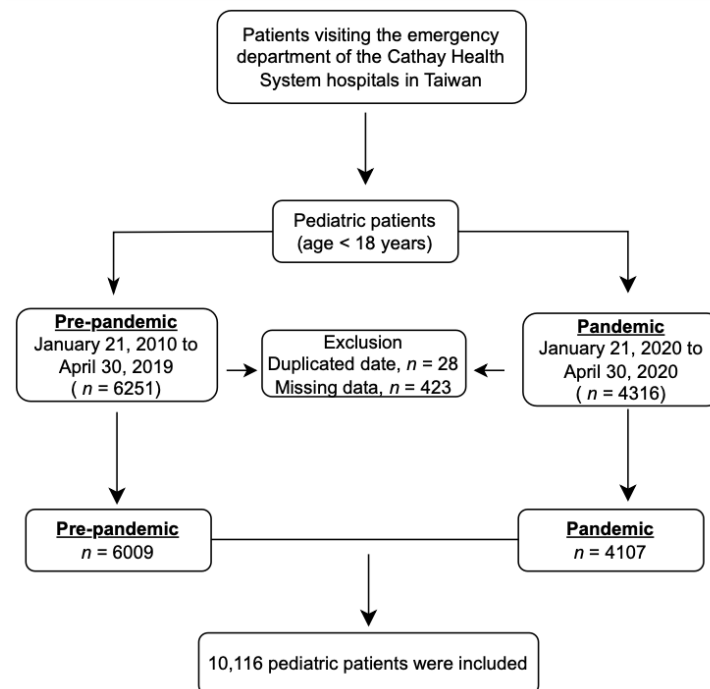 Patients visiting the emergency
department of the Cathay Health
System hospitals in Taiwan
Pediatric patients
(age < 18 years)
Pre-pandemic
January 21, 2010 to
April 30, 2019
( n = 6251)
Exclusion
Duplicated date, n = 28
Missing data, n = 423
Pandemic
January 21, 2020 to
April 30, 2020
( n = 4316)
Pre-pandemic
n = 6009
Pandemic
n = 4107
10,116 pediatric patients were included